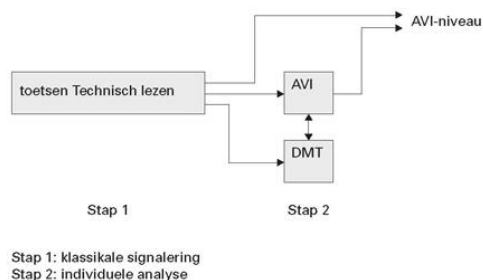 AVI-niveau
toetsen Technisch lezen
AVI
DMT
Stap 1
Stap 2
Stap 1: klassikale signalering
Stap 2: individuele analyse